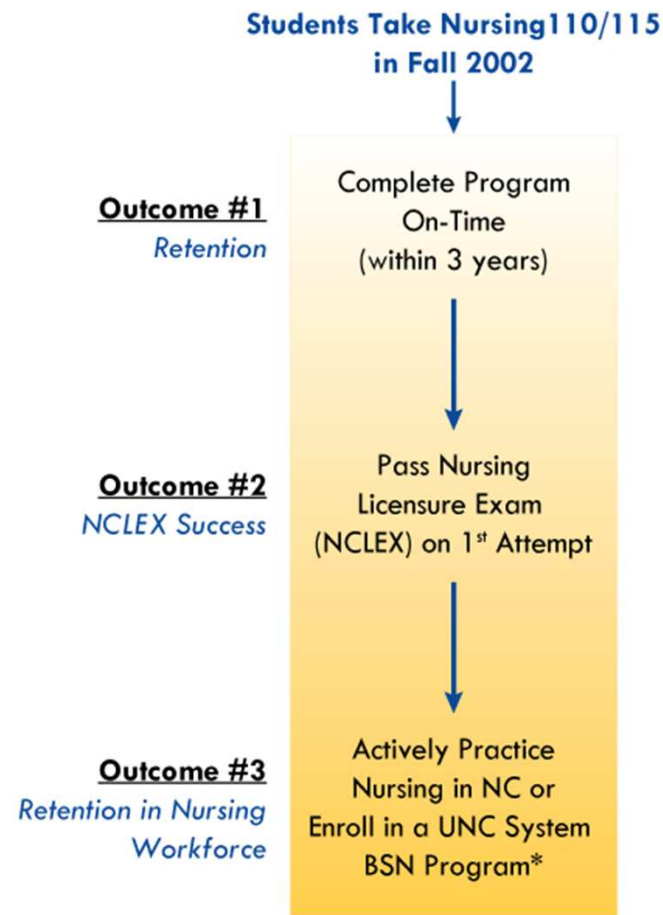 Students Take Nursing110/115
in Fall 2002
Outcome #1
Retention
Complete Program
On-Time
(within 3 years)
Outcome #2
NCLEX Success
Pass Nursing
Licensure Exam
(NCLEX) on 1st Attempt
Outcome #3
Retention in Nursing
Workforce
Actively Practice
Nursing in NC or
Enroll in a UNC System
BSN Program*